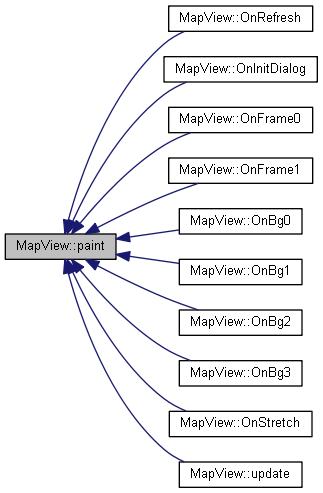 MapView::OnRefresh
MapView::OnInitDialog
MapView::OnFrame0
MapView::OnFrame1
MapView::paint
MapView::OnBg0
MapView::OnBg1
MapView::OnBg2
MapView::OnBg3
MapView::OnStretch
MapView::update